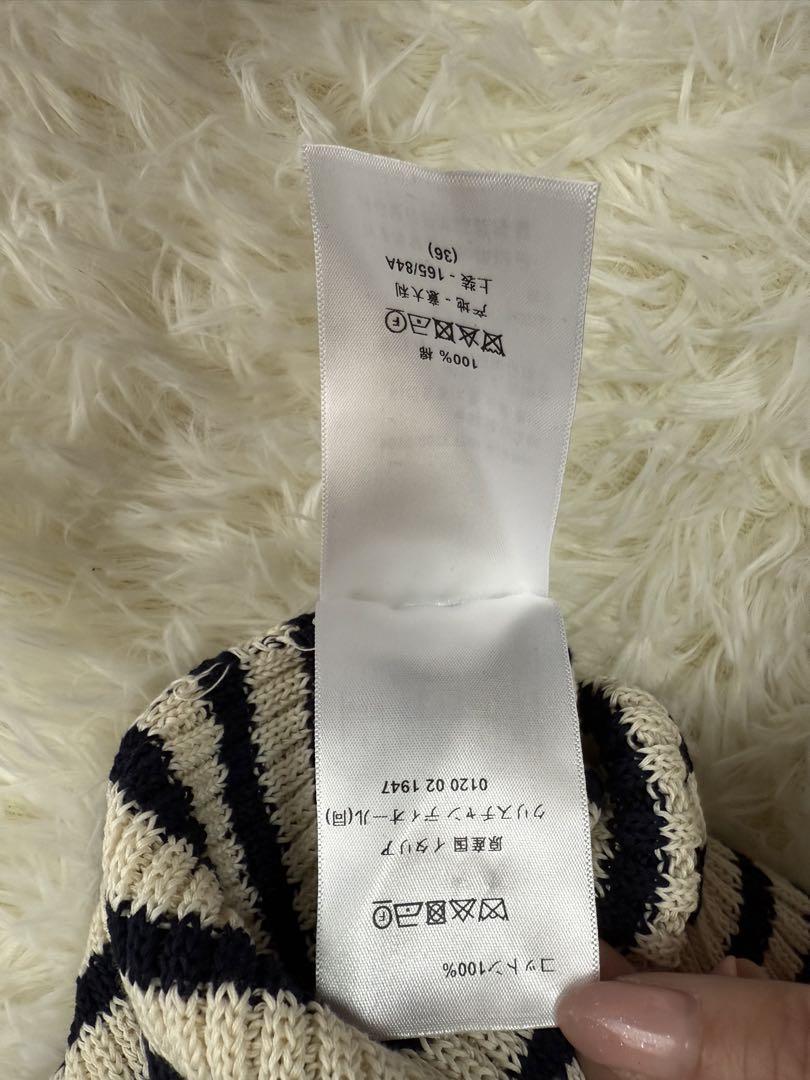 コットン100%
原産国 イタリア
クリスチャン ディオール(同)
0120 02 1947
100% 棉
产地 - 意大利
上装 - 165/84A
(36)